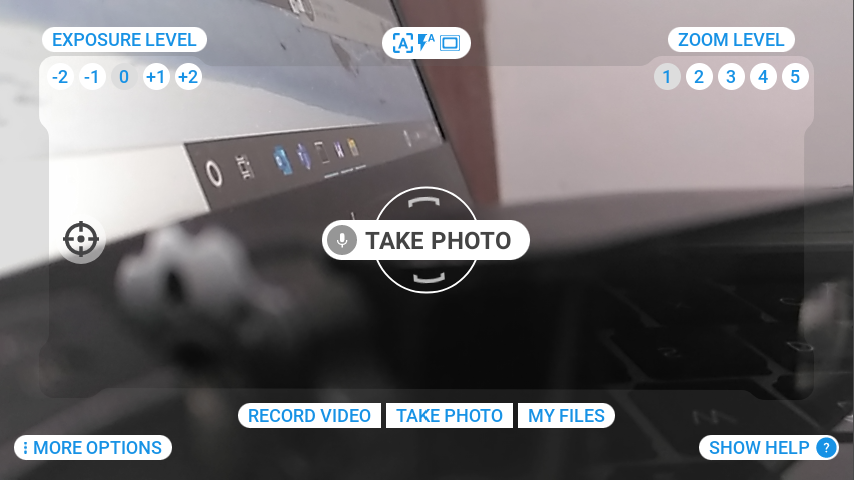 EXPOSURE LEVEL
A
ZOOM LEVEL
-2 -1 0 +1 +2
1 2 3 4 5
TAKE PHOTO
RECORD VIDEO TAKE PHOTO MY FILES
MORE OPTIONS
SHOW HELP ?